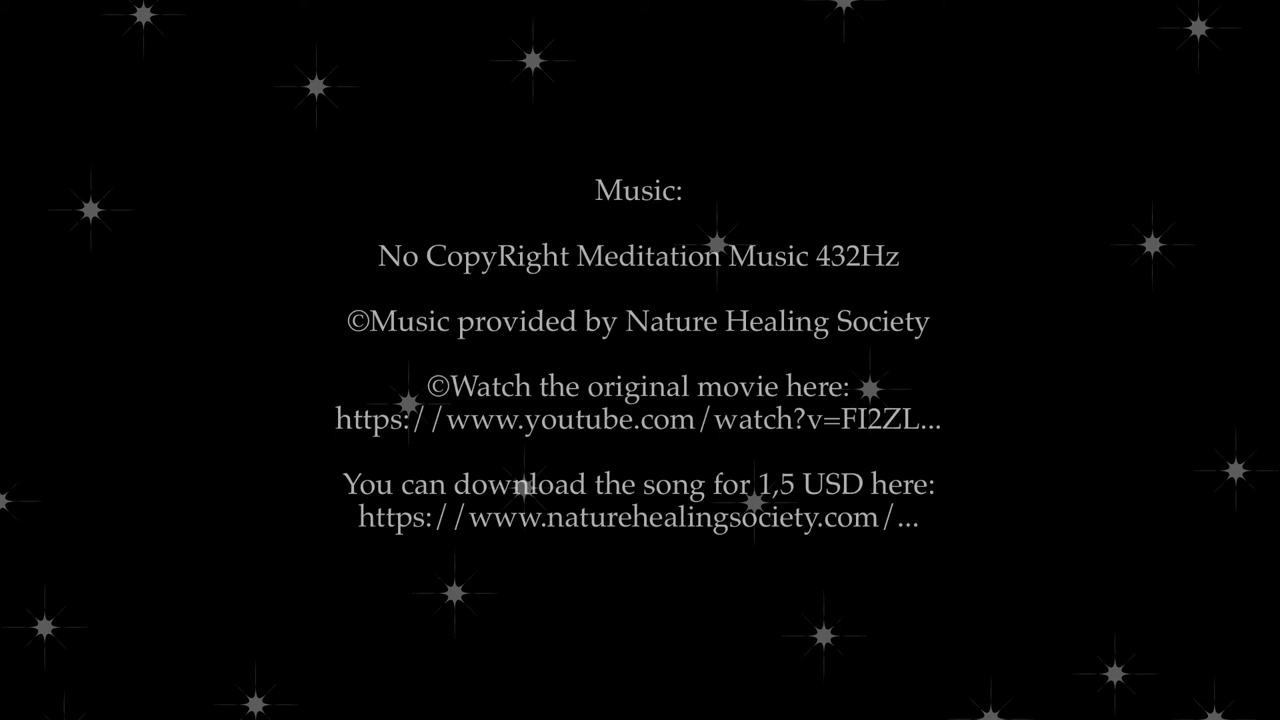 Music:
No CopyRight Meditation Music 432Hz
©Music provided by Nature Healing Society
©Watch the original movie here:
https://www.youtube.com/watch?v=FI2ZL...
You can download the song for 1,5 USD here:
https://www.naturehealingsociety.com/...